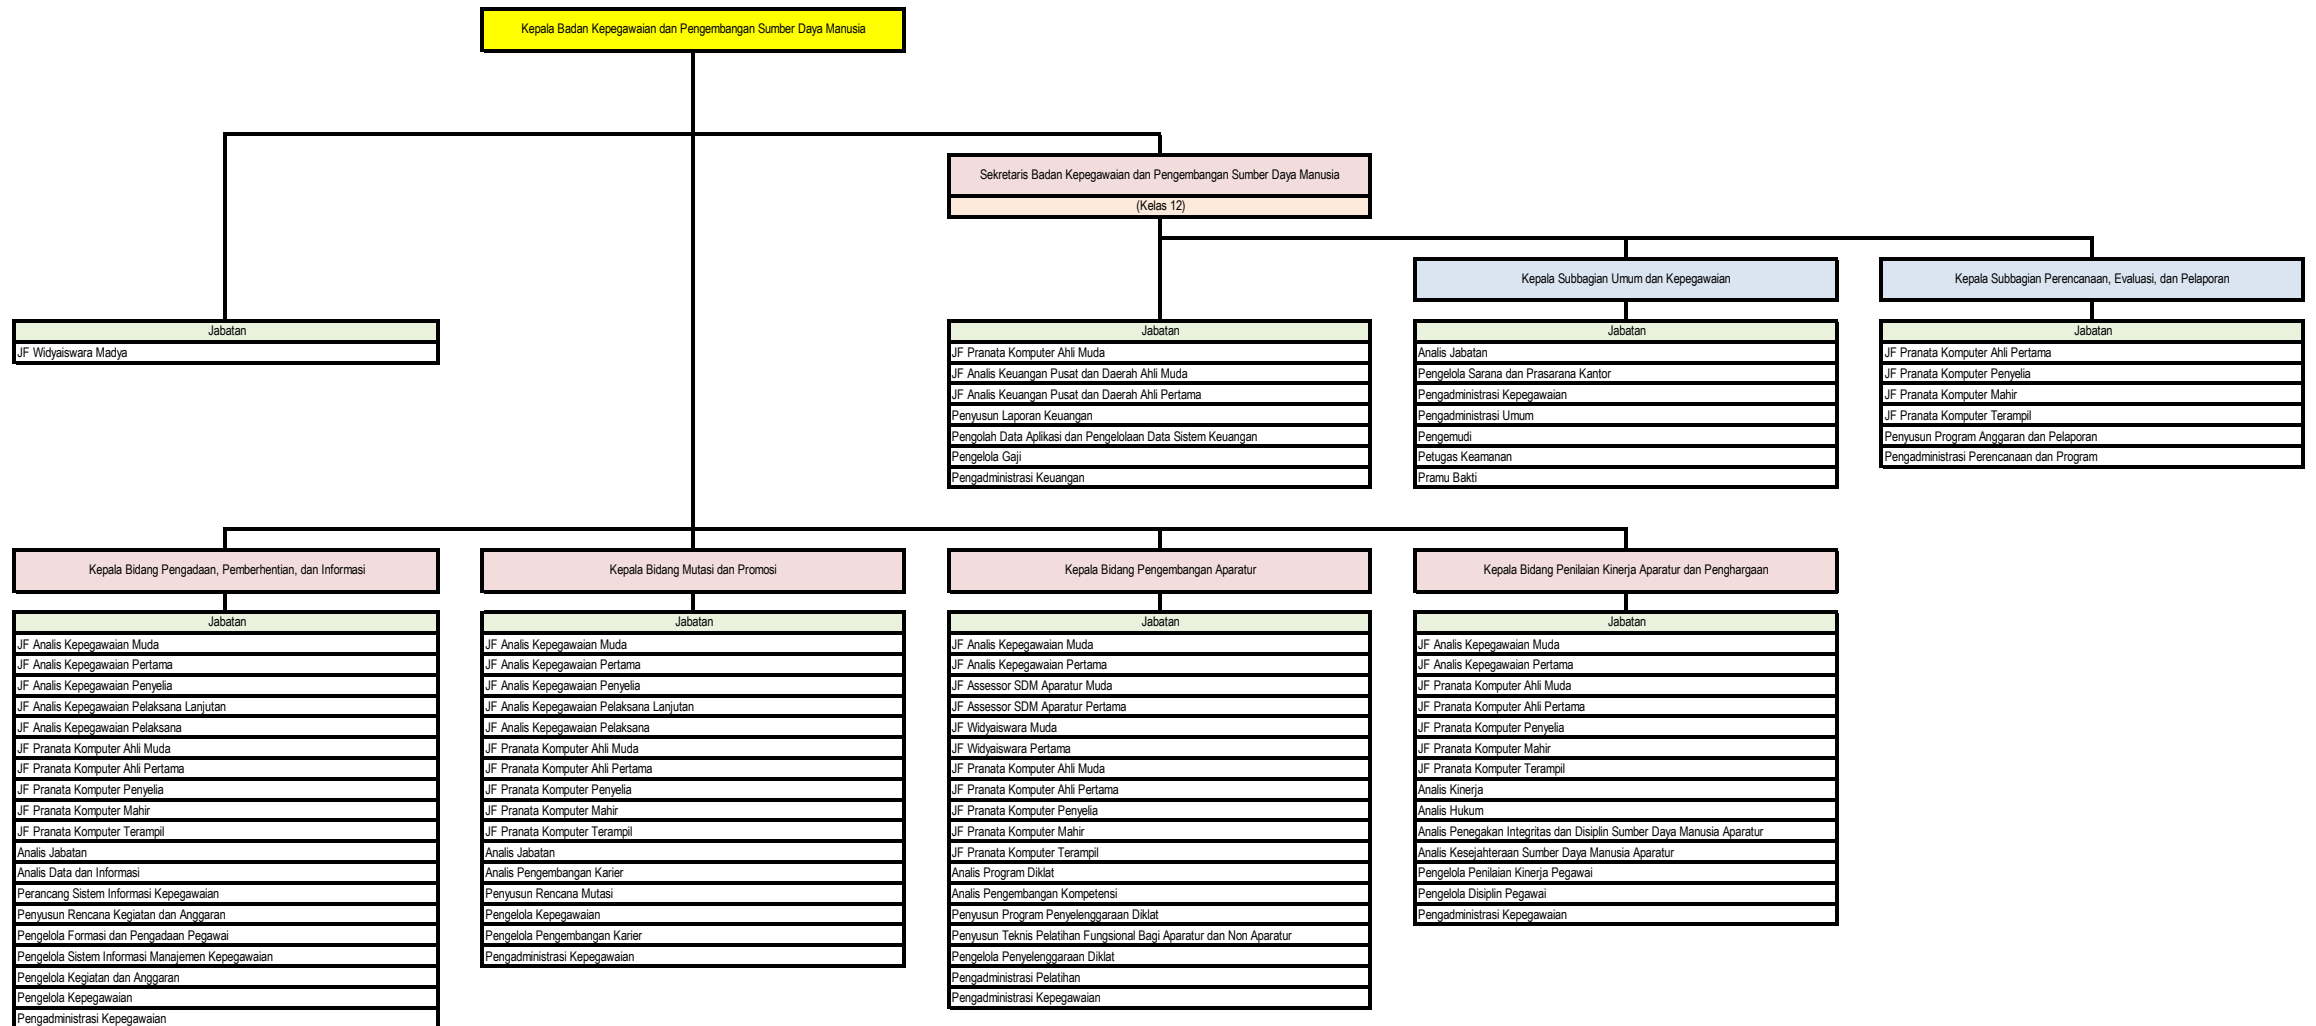 Kepala Badan Kepegawaian dan Pengembangan Sumber Daya Manusia
Sekretaris Badan Kepegawaian dan Pengembangan Sumber Daya Manusia
(Kelas 12)
Kepala Subbagian Umum dan Kepegawaian
Kepala Subbagian Perencanaan, Evaluasi, dan Pelaporan
Jabatan
JF Widyaiswara Madya
Jabatan
JF Pranata Komputer Ahli Muda
JF Analis Keuangan Pusat dan Daerah Ahli Muda
JF Analis Keuangan Pusat dan Daerah Ahli Pertama
Penyusun Laporan Keuangan
Pengolah Data Aplikasi dan Pengelolaan Data Sistem Keuangan
Pengelola Gaji
Pengadministrasi Keuangan
Jabatan
Analis Jabatan
Pengelola Sarana dan Prasarana Kantor
Pengadministrasi Kepegawaian
Pengadministrasi Umum
Pengemudi
Petugas Keamanan
Pramu Bakti
Jabatan
JF Pranata Komputer Ahli Pertama
JF Pranata Komputer Penyelia
JF Pranata Komputer Mahir
JF Pranata Komputer Terampil
Penyusun Program Anggaran dan Pelaporan
Pengadministrasi Perencanaan dan Program
Kepala Bidang Pengadaan, Pemberhentian, dan Informasi
Jabatan
JF Analis Kepegawaian Muda
JF Analis Kepegawaian Pertama
JF Analis Kepegawaian Penyelia
JF Analis Kepegawaian Pelaksana Lanjutan
JF Analis Kepegawaian Pelaksana
JF Pranata Komputer Ahli Muda
JF Pranata Komputer Ahli Pertama
JF Pranata Komputer Penyelia
JF Pranata Komputer Mahir
JF Pranata Komputer Terampil
Analis Jabatan
Analis Data dan Informasi
Perancang Sistem Informasi Kepegawaian
Penyusun Rencana Kegiatan dan Anggaran
Pengelola Formasi dan Pengadaan Pegawai
Pengelola Sistem Informasi Manajemen Kepegawaian
Pengelola Kegiatan dan Anggaran
Pengelola Kepegawaian
Pengadministrasi Kepegawaian
Kepala Bidang Mutasi dan Promosi
Jabatan
JF Analis Kepegawaian Muda
JF Analis Kepegawaian Pertama
JF Analis Kepegawaian Penyelia
JF Analis Kepegawaian Pelaksana Lanjutan
JF Analis Kepegawaian Pelaksana
JF Pranata Komputer Ahli Muda
JF Pranata Komputer Ahli Pertama
JF Pranata Komputer Penyelia
JF Pranata Komputer Mahir
JF Pranata Komputer Terampil
Analis Jabatan
Analis Pengembangan Karier
Penyusun Rencana Mutasi
Pengelola Kepegawaian
Pengelola Pengembangan Karier
Pengadministrasi Kepegawaian
Kepala Bidang Pengembangan Aparatur
Jabatan
JF Analis Kepegawaian Muda
JF Analis Kepegawaian Pertama
JF Assessor SDM Aparatur Muda
JF Assessor SDM Aparatur Pertama
JF Widyaiswara Muda
JF Widyaiswara Pertama
JF Pranata Komputer Ahli Muda
JF Pranata Komputer Ahli Pertama
JF Pranata Komputer Penyelia
JF Pranata Komputer Mahir
JF Pranata Komputer Terampil
Analis Program Diklat
Analis Pengembangan Kompetensi
Penyusun Program Penyelenggaraan Diklat
Penyusun Teknis Pelatihan Fungsional Bagi Aparatur dan Non Aparatur
Pengelola Penyelenggaraan Diklat
Pengadministrasi Pelatihan
Pengadministrasi Kepegawaian
Kepala Bidang Penilaian Kinerja Aparatur dan Penghargaan
Jabatan
JF Analis Kepegawaian Muda
JF Analis Kepegawaian Pertama
JF Pranata Komputer Ahli Muda
JF Pranata Komputer Ahli Pertama
JF Pranata Komputer Penyelia
JF Pranata Komputer Mahir
JF Pranata Komputer Terampil
Analis Kinerja
Analis Hukum
Analis Penegakan Integritas dan Disiplin Sumber Daya Manusia Aparatur
Analis Kesejahteraan Sumber Daya Manusia Aparatur
Pengelola Penilaian Kinerja Pegawai
Pengelola Disiplin Pegawai
Pengadministrasi Kepegawaian